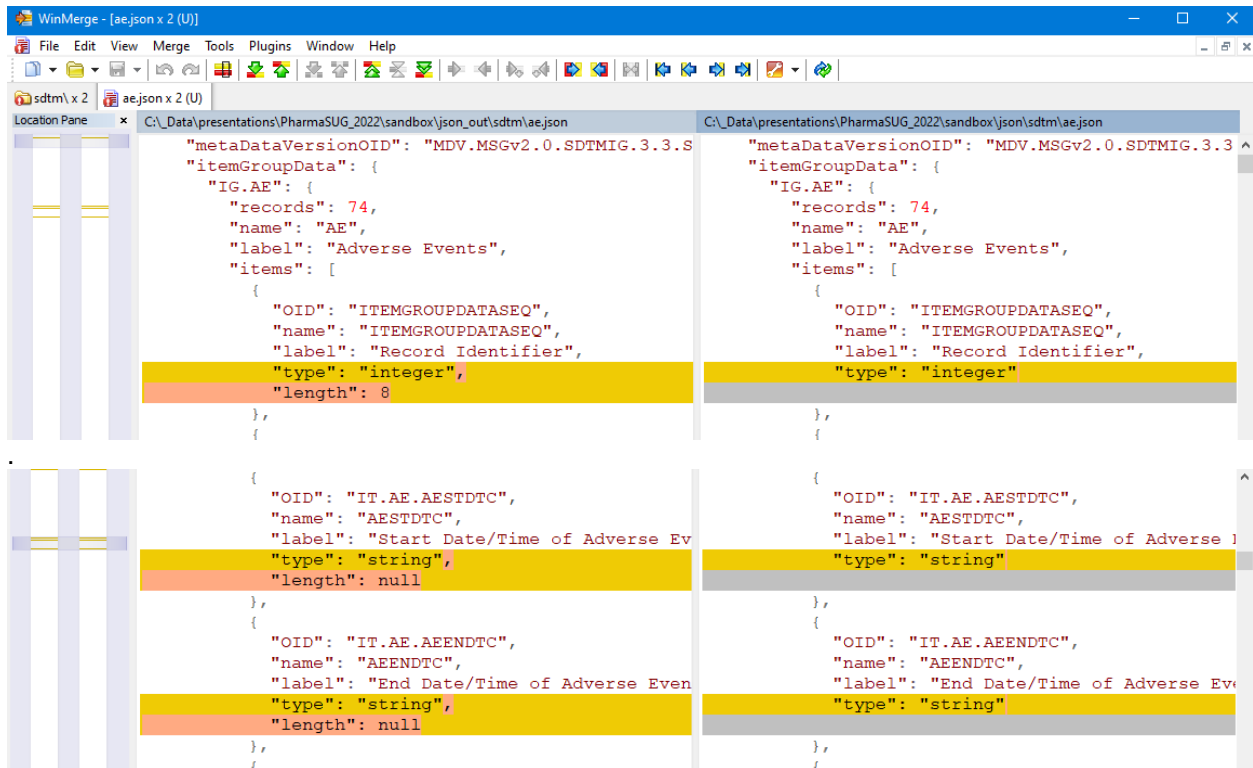 WinMerge - [ae.json x 2 (U)]
File Edit View Merge Tools Plugins Window Help
sdtm\ x 2 ae.json x 2 (U)
Location Pane x C:\_Data\presentations\PharmaSUG_2022\sandbox\json_out\sdtm\ae.json C:\_Data\presentations\PharmaSUG_2022\sandbox\json\sdtm\ae.json
"metaDataVersionOID": "MDV.MSGv2.0.SDTMIG.3.3.S "metaDataVersionOID": "MDV.MSGv2.0.SDTMIG.3.3
"itemGroupData": { "itemGroupData": {
"IG.AE": { "IG.AE": {
"records": 74, "records": 74,
"name": "AE", "name": "AE",
"label": "Adverse Events", "label": "Adverse Events",
"items": [ "items": [
{ {
"OID": "ITEMGROUPDATASEQ", "OID": "ITEMGROUPDATASEQ",
"name": "ITEMGROUPDATASEQ", "name": "ITEMGROUPDATASEQ",
"label": "Record Identifier", "label": "Record Identifier",
"type": "integer", "type": "integer"
"length": 8
}, },
{ {
.
{ {
"OID": "IT.AE.AESTDTC", "OID": "IT.AE.AESTDTC",
"name": "AESTDTC", "name": "AESTDTC",
"label": "Start Date/Time of Adverse Ev "label": "Start Date/Time of Adverse
"type": "string", "type": "string"
"length": null
}, },
{ {
"OID": "IT.AE.AEENDTC", "OID": "IT.AE.AEENDTC",
"name": "AEENDTC", "name": "AEENDTC",
"label": "End Date/Time of Adverse Even "label": "End Date/Time of Adverse Eve
"type": "string", "type": "string"
"length": null
}, },
{ {